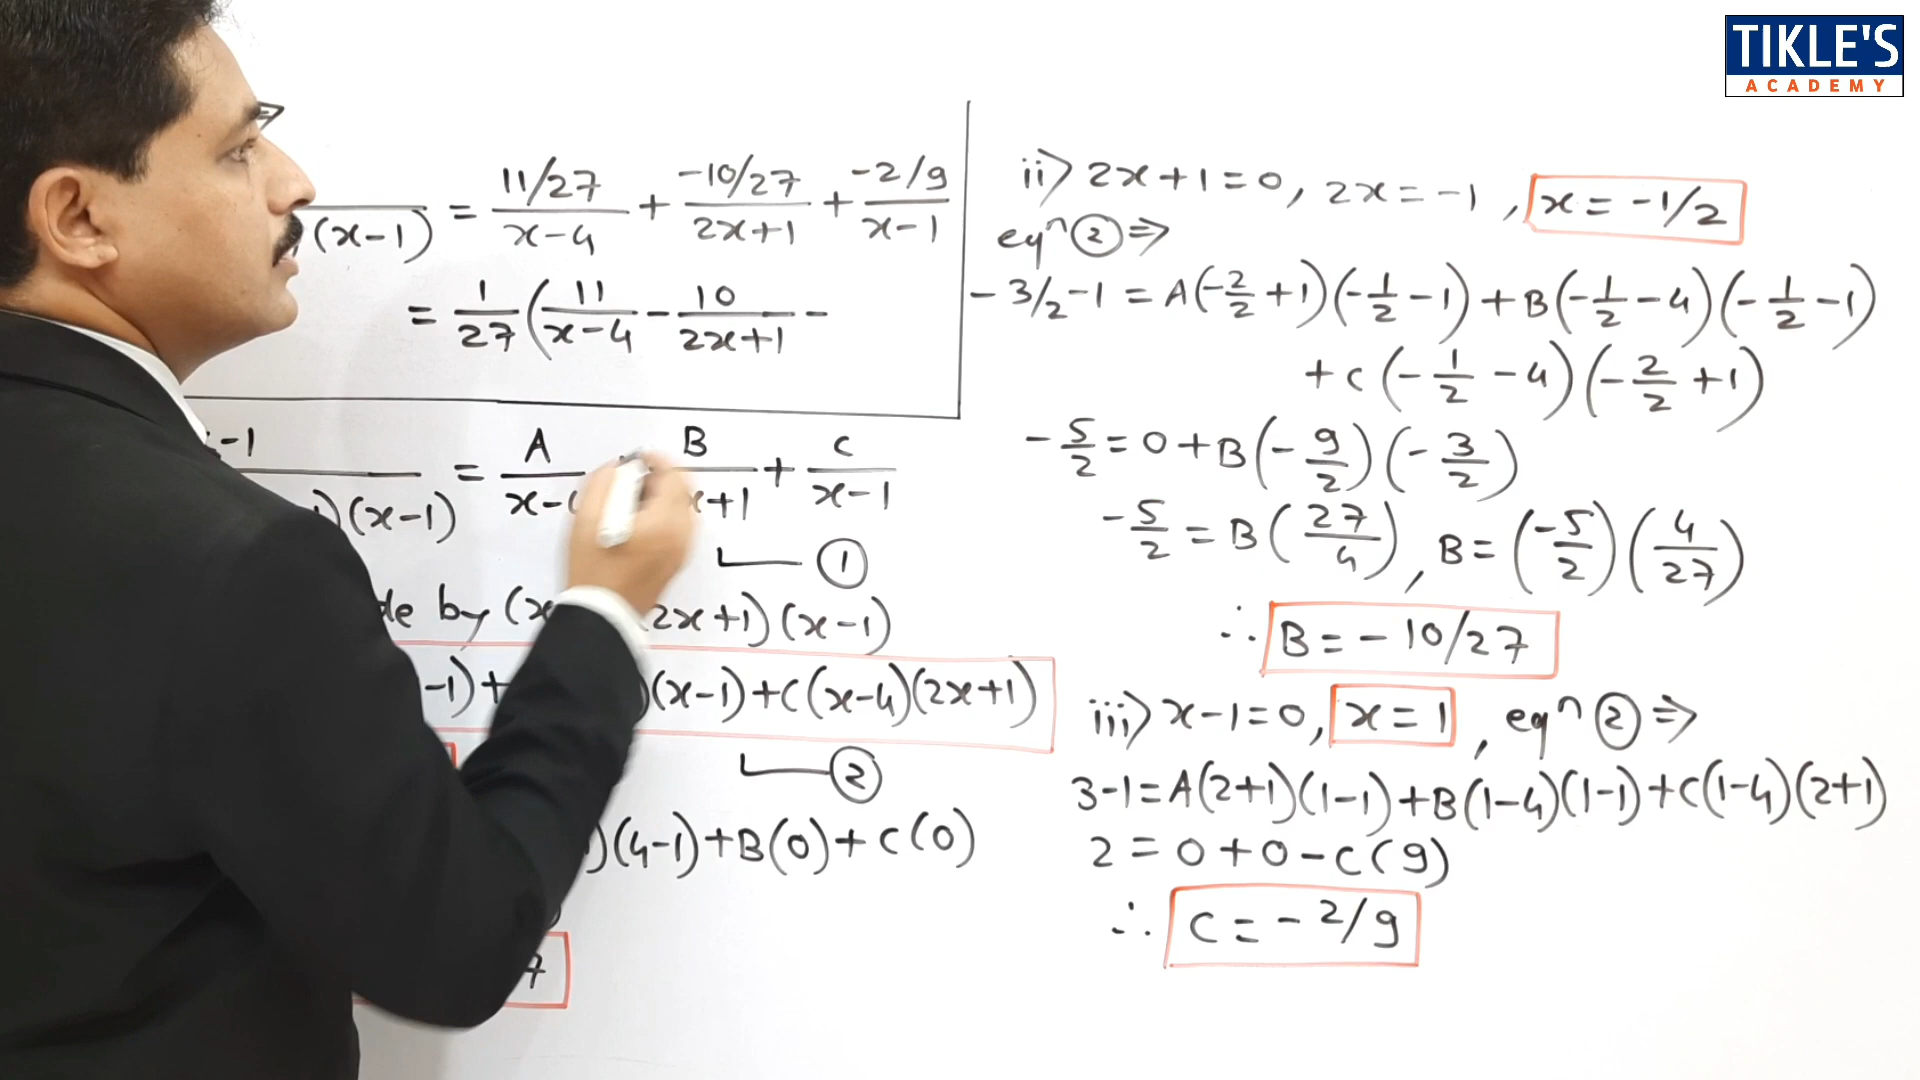 TIKLE'S
ACADEMY
⇒
(x-1) = 11/27/x-4 + -10/27/2x+1 + -2/9/x-1
= 1/27 (11/x-4 - 10/2x+1 -
-1/(x-1) = A/x- B/x+1 + C/x-1
①
by (x 2x+1)(x-1)
-1)+ (x-1)+C(x-4)(2x+1)
②
)(4-1)+B(0)+C(0)
7
ii) 2x+1=0, 2x=-1, x=-1/2
eqn ② ⇒
-3/2-1 = A(-2/2+1)(-1/2-1)+B(-1/2-4)(-1/2-1)
+C(-1/2-4)(-2/2+1)
-5/2=0+B(-9/2)(-3/2)
-5/2=B(27/4), B=(-5/2)(4/27)
∴ B=-10/27
iii) x-1=0, x=1, eqn ② ⇒
3-1=A(2+1)(1-1)+B(1-4)(1-1)+C(1-4)(2+1)
2=0+0-C(9)
∴ C=-2/9